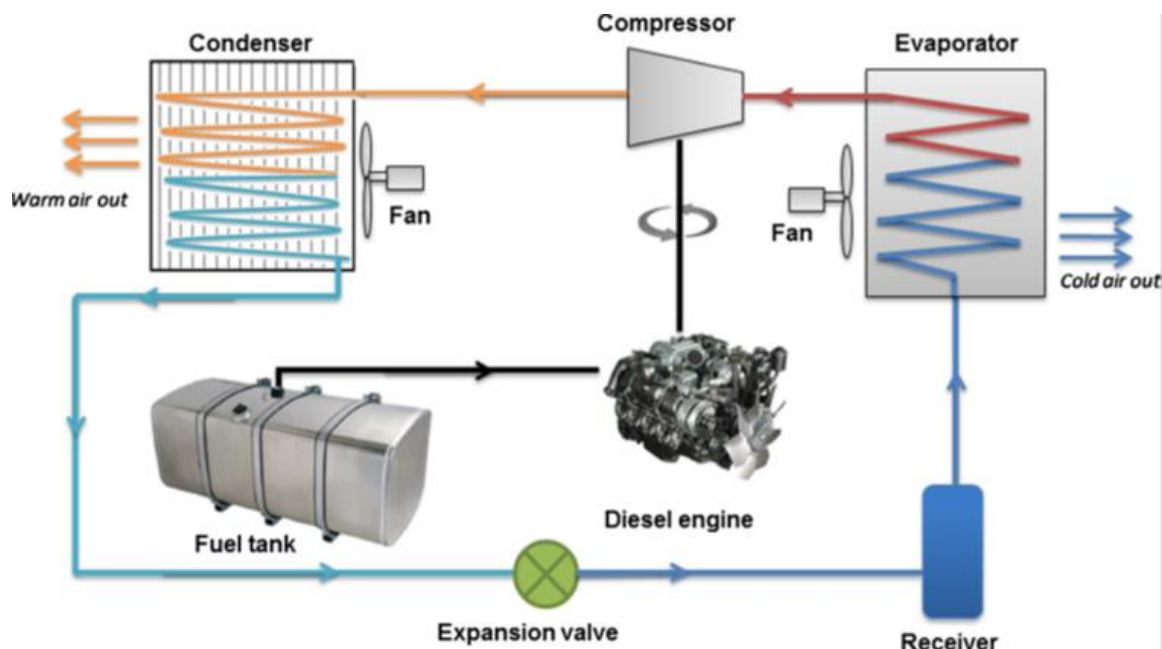 Compressor
Condenser
Evaporator
Warm air out
Fan
Fan
Cold air out
Fuel tank
Diesel engine
Expansion valve
Receiver